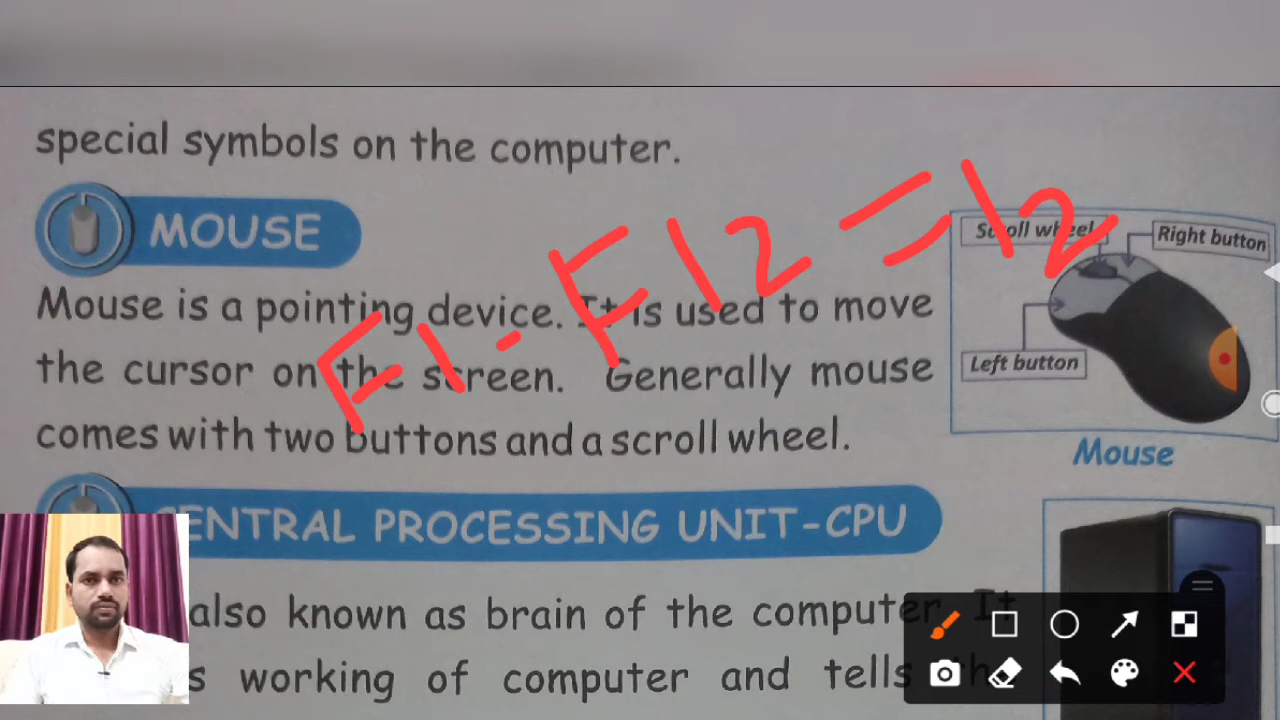 special symbols on the computer.
MOUSE
Mouse is a pointing device. It is used to move
the cursor on the screen. Generally mouse
comes with two buttons and a scroll wheel.
F1 - F12 = 12
Scroll wheel
Right button
Left button
Mouse
CENTRAL PROCESSING UNIT-CPU
also known as brain of the computer. It
working of computer and tells